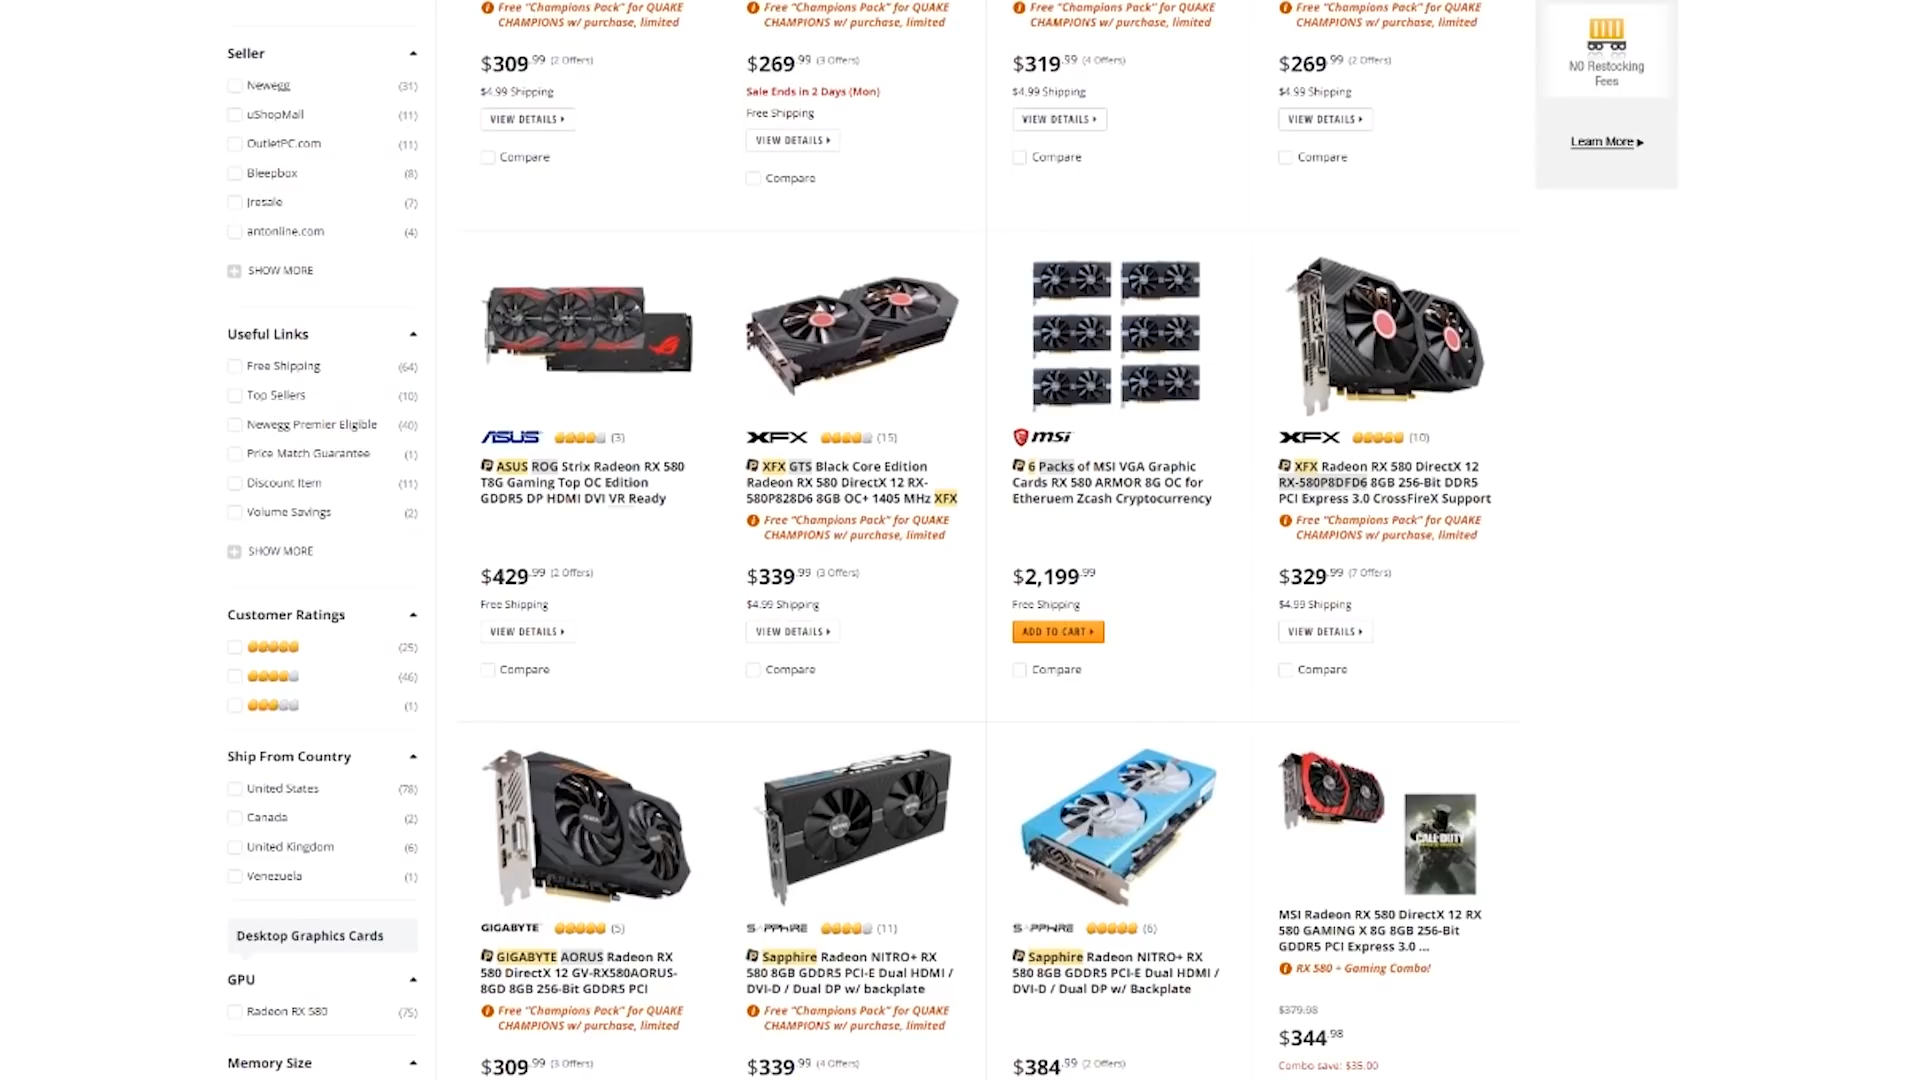 Seller
Newegg (31)
uShopMall (11)
OutletPC.com (11)
Bleepbox (8)
Jresale (7)
antonline.com (4)
SHOW MORE
Useful Links
Free Shipping (64)
Top Sellers (10)
Newegg Premier Eligible (40)
Price Match Guarantee (1)
Discount Item (11)
Volume Savings (2)
SHOW MORE
Customer Ratings
(25)
(46)
(1)
Ship From Country
United States (78)
Canada (2)
United Kingdom (6)
Venezuela (1)
Desktop Graphics Cards
GPU
Radeon RX 580 (75)
Memory Size
Free "Champions Pack" for QUAKE
CHAMPIONS w/ purchase, limited
$309.99 (2 Offers)
$4.99 Shipping
VIEW DETAILS
Compare
Free "Champions Pack" for QUAKE
CHAMPIONS w/ purchase, limited
$269.99 (3 Offers)
Sale Ends in 2 Days (Mon)
Free Shipping
VIEW DETAILS
Compare
Free "Champions Pack" for QUAKE
CHAMPIONS w/ purchase, limited
$319.99 (4 Offers)
$4.99 Shipping
VIEW DETAILS
Compare
Free "Champions Pack" for QUAKE
CHAMPIONS w/ purchase, limited
$269.99 (2 Offers)
$4.99 Shipping
VIEW DETAILS
Compare
NO Restocking
Fees
Learn More
ASUS (3)
ASUS ROG Strix Radeon RX 580
T8G Gaming Top OC Edition
GDDR5 DP HDMI DVI VR Ready
$429.99 (2 Offers)
Free Shipping
VIEW DETAILS
Compare
XFX (15)
XFX GTS Black Core Edition
Radeon RX 580 DirectX 12 RX-
580P828D6 8GB OC+ 1405 MHz XFX
Free "Champions Pack" for QUAKE
CHAMPIONS w/ purchase, limited
$339.99 (3 Offers)
$4.99 Shipping
VIEW DETAILS
Compare
msi
6 Packs of MSI VGA Graphic
Cards RX 580 ARMOR 8G OC for
Etheruem Zcash Cryptocurrency
$2,199.99
Free Shipping
ADD TO CART
Compare
XFX (10)
XFX Radeon RX 580 DirectX 12
RX-580P8DFD6 8GB 256-Bit DDR5
PCI Express 3.0 CrossFireX Support
Free "Champions Pack" for QUAKE
CHAMPIONS w/ purchase, limited
$329.99 (7 Offers)
$4.99 Shipping
VIEW DETAILS
Compare
GIGABYTE (5)
GIGABYTE AORUS Radeon RX
580 DirectX 12 GV-RX580AORUS-
8GD 8GB 256-Bit GDDR5 PCI
Free "Champions Pack" for QUAKE
CHAMPIONS w/ purchase, limited
$309.99 (3 Offers)
SAPPHIRE (11)
Sapphire Radeon NITRO+ RX
580 8GB GDDR5 PCI-E Dual HDMI /
DVI-D / Dual DP w/ backplate
Free "Champions Pack" for QUAKE
CHAMPIONS w/ purchase, limited
$339.99 (4 Offers)
SAPPHIRE (6)
Sapphire Radeon NITRO+ RX
580 8GB GDDR5 PCI-E Dual HDMI /
DVI-D / Dual DP w/ Backplate
$384.99 (2 Offers)
CALL OF DUTY
MSI Radeon RX 580 DirectX 12 RX
580 GAMING X 8G 8GB 256-Bit
GDDR5 PCI Express 3.0 ...
RX 580 + Gaming Combo!
$379.98
$344.98
Combo save: $35.00